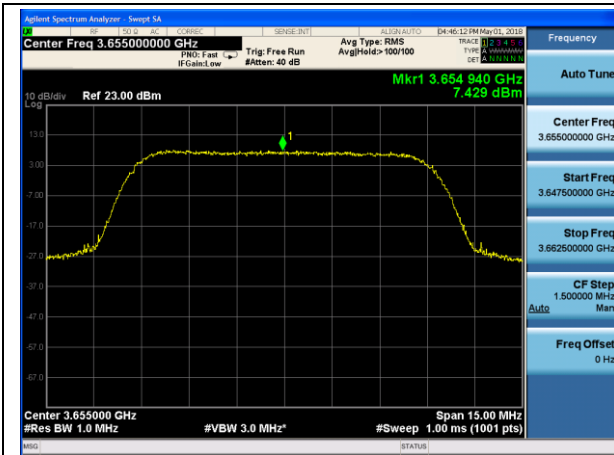 Agilent Spectrum Analyzer - Swept SA
RF 50 Ω AC CORREC SENSE:INT ALIGN AUTO 04:46:12 PM May 01, 2018
Center Freq 3.655000000 GHz
PNO: Fast
IFGain:Low
Trig: Free Run
#Atten: 40 dB
Avg Type: RMS
Avg|Hold:>100/100
TRACE 1 2 3 4 5 6
TYPE A
DET A N N N N N
Mkr1 3.654 940 GHz
7.429 dBm
10 dB/div Ref 23.00 dBm
Log
13.0
3.00
-7.00
-17.0
-27.0
-37.0
-47.0
-57.0
-67.0
1
Center 3.655000 GHz
#Res BW 1.0 MHz
#VBW 3.0 MHz*
Span 15.00 MHz
#Sweep 1.00 ms (1001 pts)
MSG STATUS
Frequency
Auto Tune
Center Freq
3.655000000 GHz
Start Freq
3.647500000 GHz
Stop Freq
3.662500000 GHz
CF Step
1.500000 MHz
Auto Man
Freq Offset
0 Hz